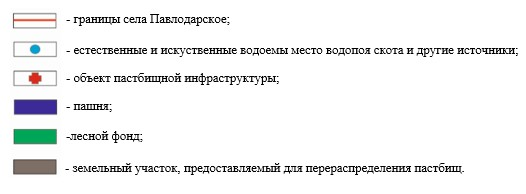 - границы села Павлодарское;
- естественные и искуственные водоемы место водопоя скота и другие источники;
- объект пастбищной инфраструктуры;
- пашня;
-лесной фонд;
- земельный участок, предоставляемый для перераспределения пастбищ.